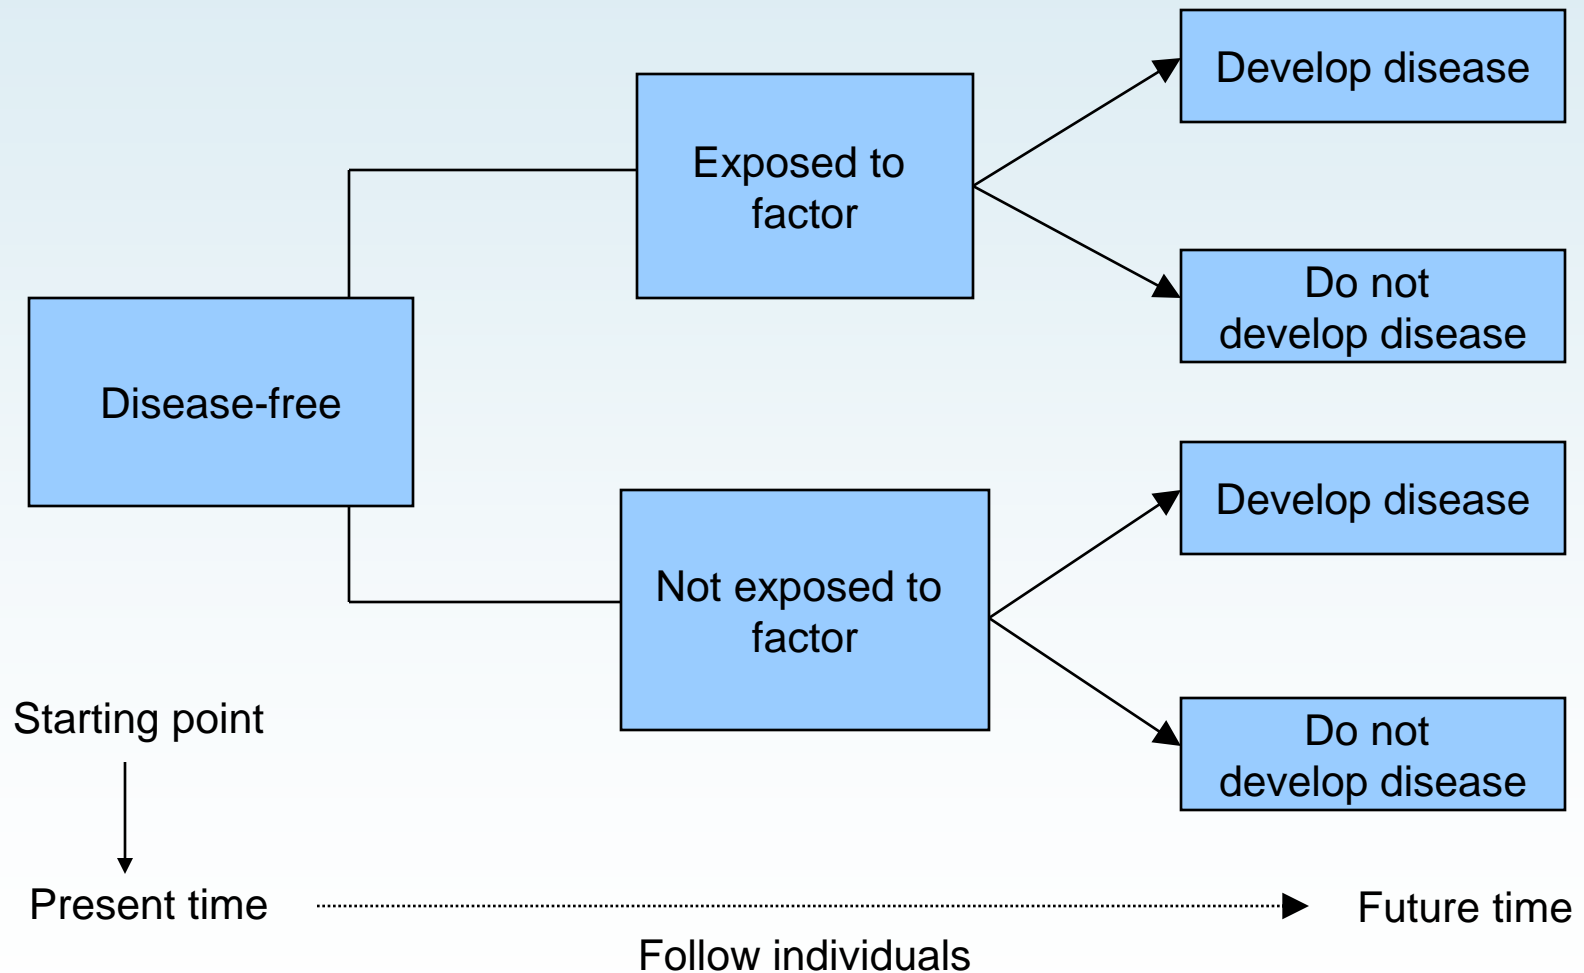 Develop disease
Exposed to
factor
Do not
develop disease
Disease-free
Develop disease
Not exposed to
factor
Do not
develop disease
Starting point
Present time
Future time
Follow individuals